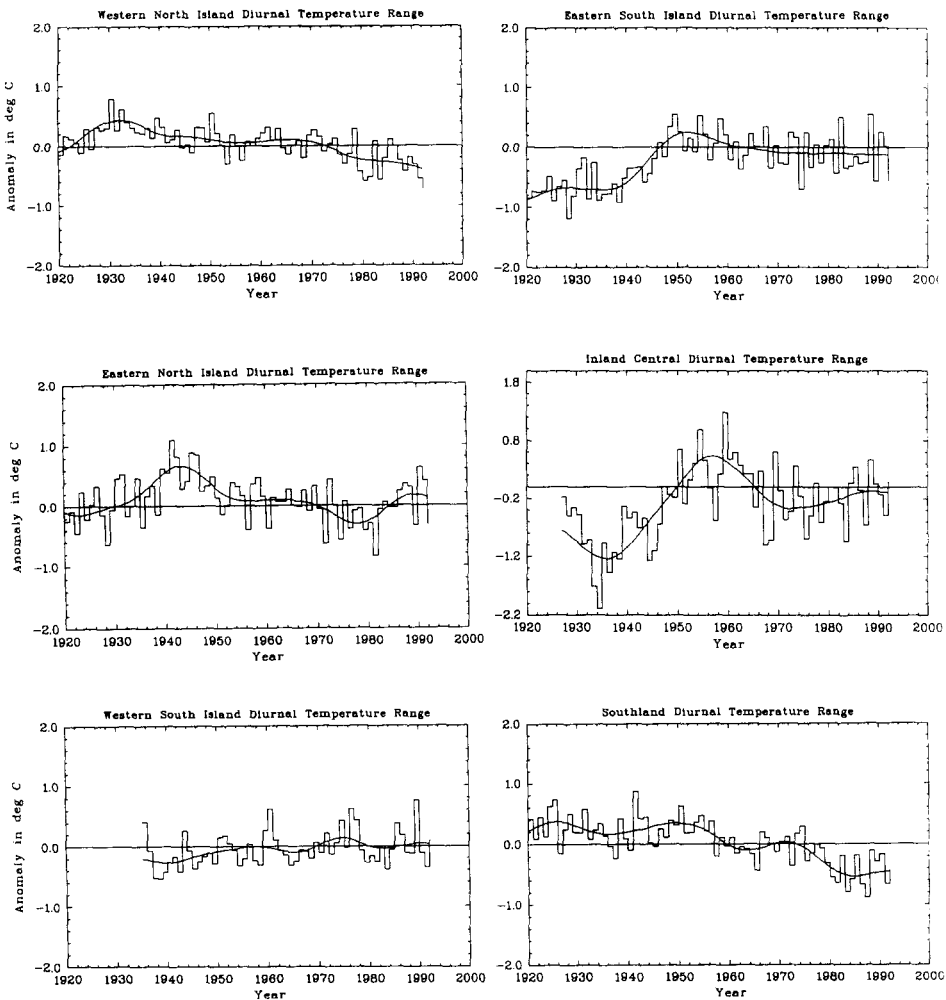 Western North Island Diurnal Temperature Range
2.0
1.0
0.0
-1.0
-2.0
Anomaly in deg C
1920 1930 1940 1950 1960 1970 1980 1990 2000
Year
Eastern South Island Diurnal Temperature Range
2.0
1.0
0.0
-1.0
-2.0
1920 1930 1940 1950 1960 1970 1980 1990 200
Year
Eastern North Island Diurnal Temperature Range
2.0
1.0
0.0
-1.0
-2.0
Anomaly in deg C
1920 1930 1940 1950 1960 1970 1980 1990 2000
Year
Inland Central Diurnal Temperature Range
1.8
0.8
-0.2
-1.2
-2.2
1920 1930 1940 1950 1960 1970 1980 1990 2000
Year
Western South Island Diurnal Temperature Range
2.0
1.0
0.0
-1.0
-2.0
Anomaly in deg C
1920 1930 1940 1950 1960 1970 1980 1990 2000
Year
Southland Diurnal Temperature Range
2.0
1.0
0.0
-1.0
-2.0
1920 1930 1940 1950 1960 1970 1980 1990 2000
Year